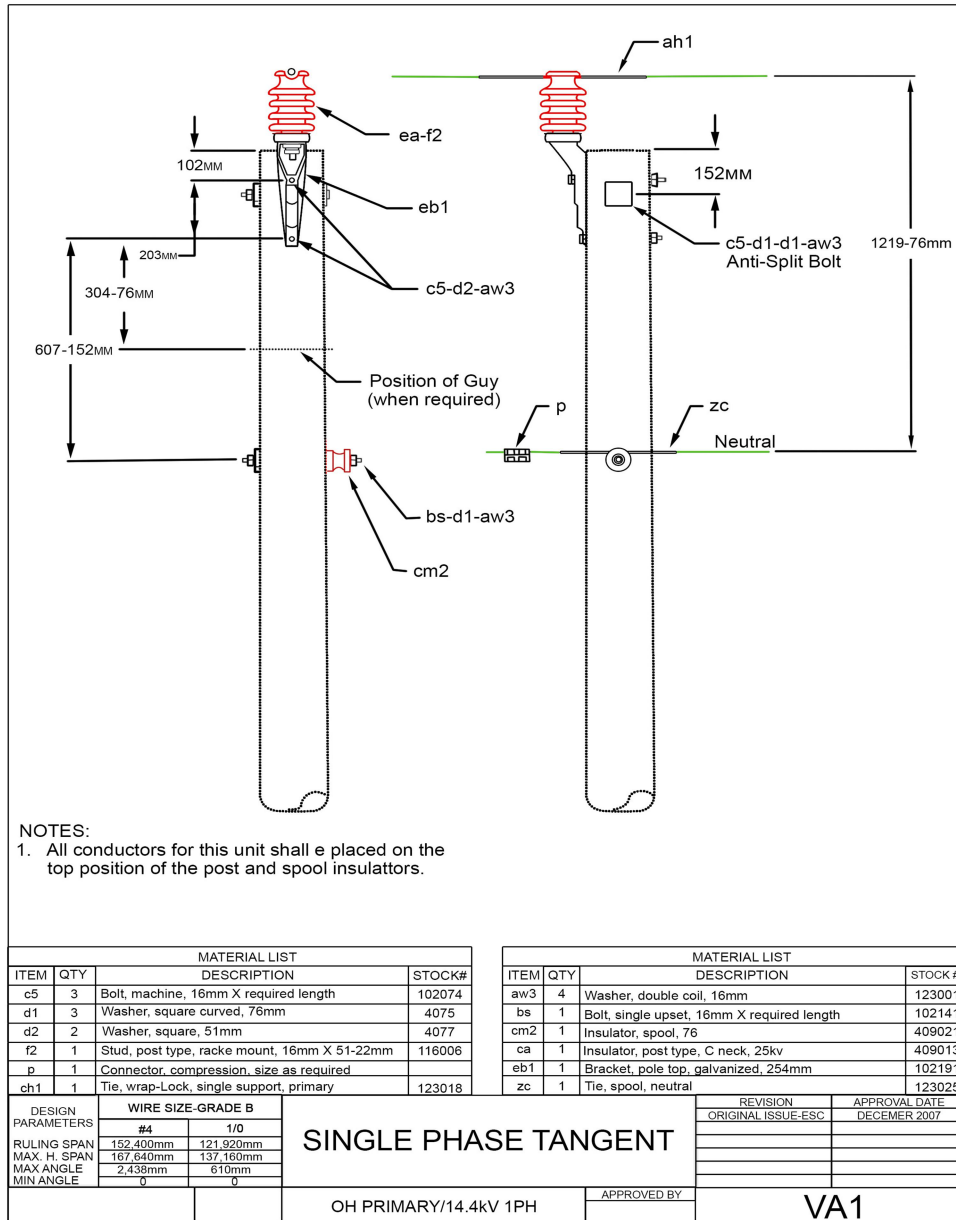 ah1
ea-f2
102MM
152MM
eb1
c5-d1-d1-aw3
Anti-Split Bolt
1219-76mm
203MM
c5-d2-aw3
304-76MM
607-152MM
Position of Guy
(when required)
p
zc
Neutral
bs-d1-aw3
cm2
NOTES:
1. All conductors for this unit shall e placed on the
top position of the post and spool insulattors.
MATERIAL LIST
ITEM QTY DESCRIPTION STOCK#
c5 3 Bolt, machine, 16mm X required length 102074
d1 3 Washer, square curved, 76mm 4075
d2 2 Washer, square, 51mm 4077
f2 1 Stud, post type, racke mount, 16mm X 51-22mm 116006
p 1 Connector, compression, size as required
ch1 1 Tie, wrap-Lock, single support, primary 123018
MATERIAL LIST
ITEM QTY DESCRIPTION STOCK #
aw3 4 Washer, double coil, 16mm 123001
bs 1 Bolt, single upset, 16mm X required length 102141
cm2 1 Insulator, spool, 76 409021
ca 1 Insulator, post type, C neck, 25kv 409013
eb1 1 Bracket, pole top, galvanized, 254mm 102191
zc 1 Tie, spool, neutral 123025
DESIGN
PARAMETERS
WIRE SIZE-GRADE B
#4 1/0
RULING SPAN 152,400mm 121,920mm
MAX. H. SPAN 167,640mm 137,160mm
MAX ANGLE 2,438mm 610mm
MIN ANGLE 0 0
SINGLE PHASE TANGENT
REVISION APPROVAL DATE
ORIGINAL ISSUE-ESC DECEMER 2007
OH PRIMARY/14.4kV 1PH
APPROVED BY
VA1